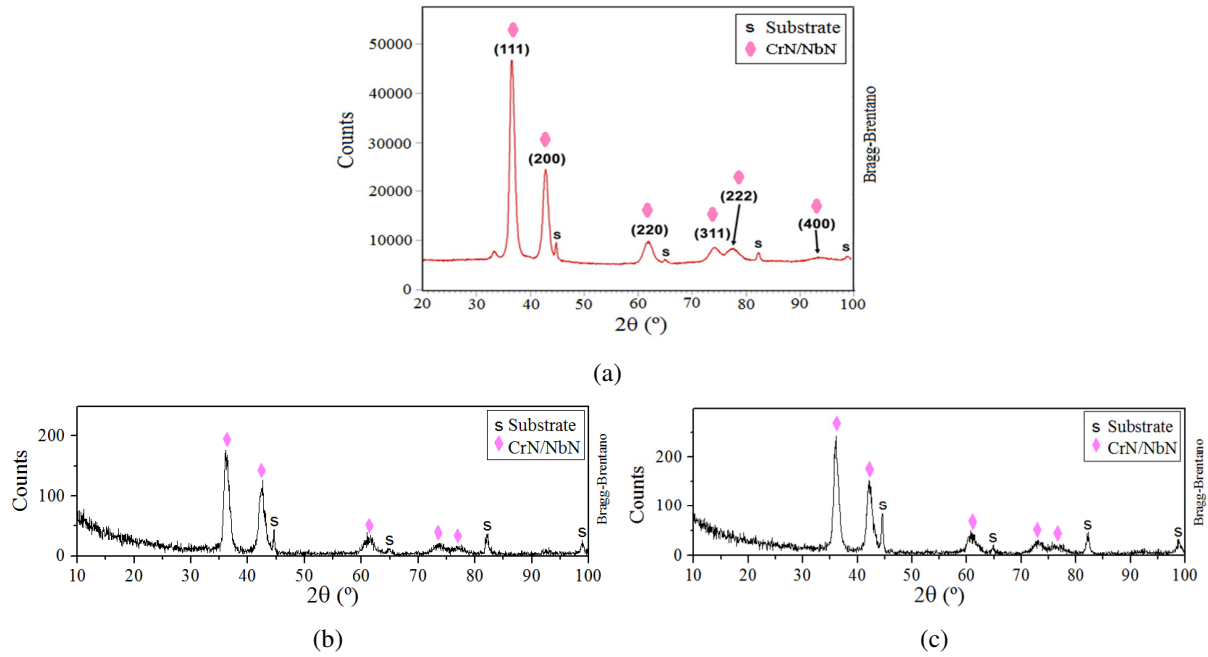 s Substrate
CrN/NbN
(111)
(200)
(220)
s
(311)
(222)
s
(400)
s
s
50000
40000
30000
20000
10000
0
Counts
20 30 40 50 60 70 80 90 100
2θ (º)
Bragg-Brentano
(a)
s Substrate
CrN/NbN
s
s
s
s
200
100
0
Counts
10 20 30 40 50 60 70 80 90 100
2θ (º)
Bragg-Brentano
(b)
s Substrate
CrN/NbN
s
s
s
s
200
100
0
Counts
10 20 30 40 50 60 70 80 90 100
2θ (º)
Bragg-Brentano
(c)